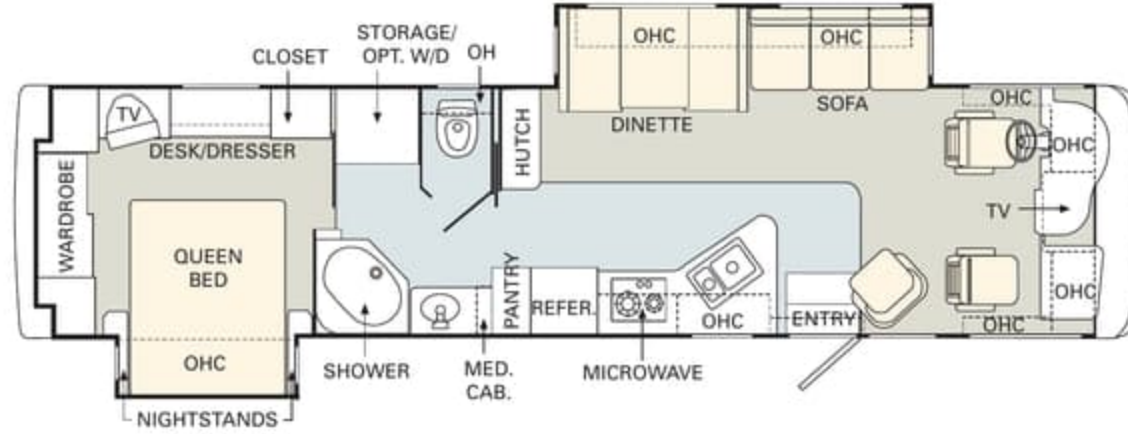 STORAGE/
OPT. W/D
OH
CLOSET
OHC
OHC
TV
DESK/DRESSER
HUTCH
DINETTE
SOFA
OHC
OHC
WARDROBE
QUEEN
BED
TV
PANTRY
REFER.
OHC
ENTRY
OHC
OHC
OHC
SHOWER
MED.
CAB.
MICROWAVE
NIGHTSTANDS